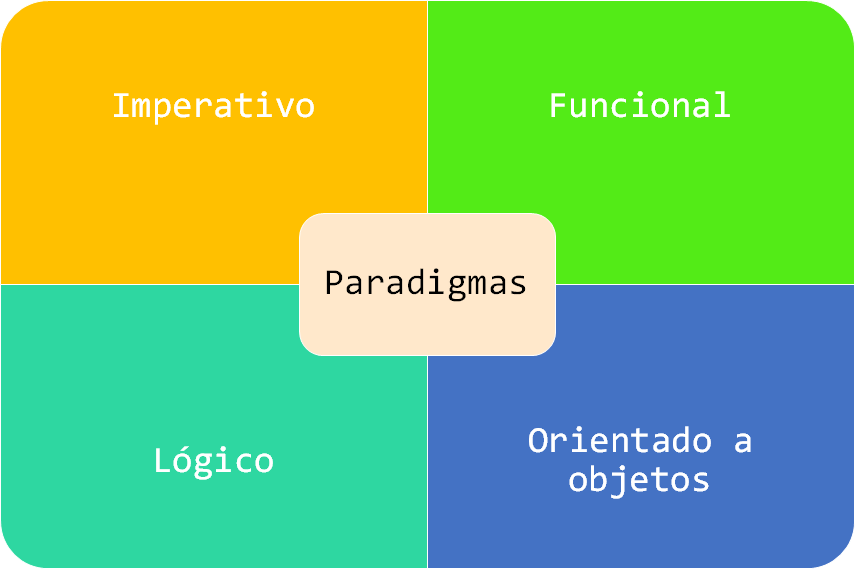 Imperativo
Funcional
Paradigmas
Lógico
Orientado a
objetos